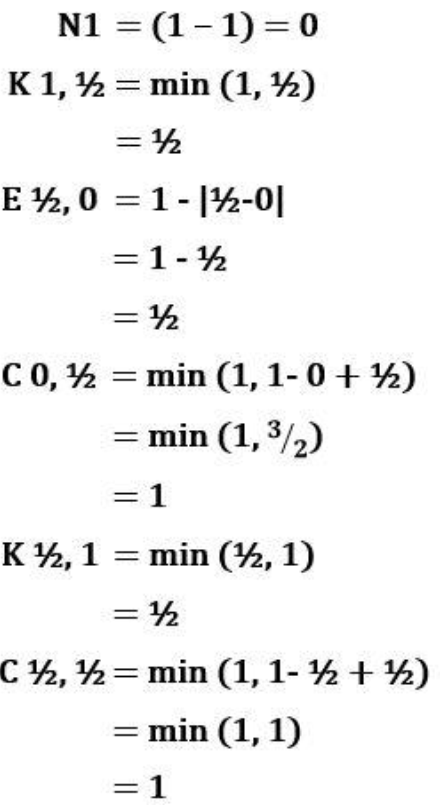 N1 = (1 – 1) = 0
K 1, ½ = min (1, ½)
= ½
E ½, 0 = 1 - |½-0|
= 1 - ½
= ½
C 0, ½ = min (1, 1- 0 + ½)
= min (1, 3/2)
= 1
K ½, 1 = min (½, 1)
= ½
C ½, ½ = min (1, 1- ½ + ½)
= min (1, 1)
= 1